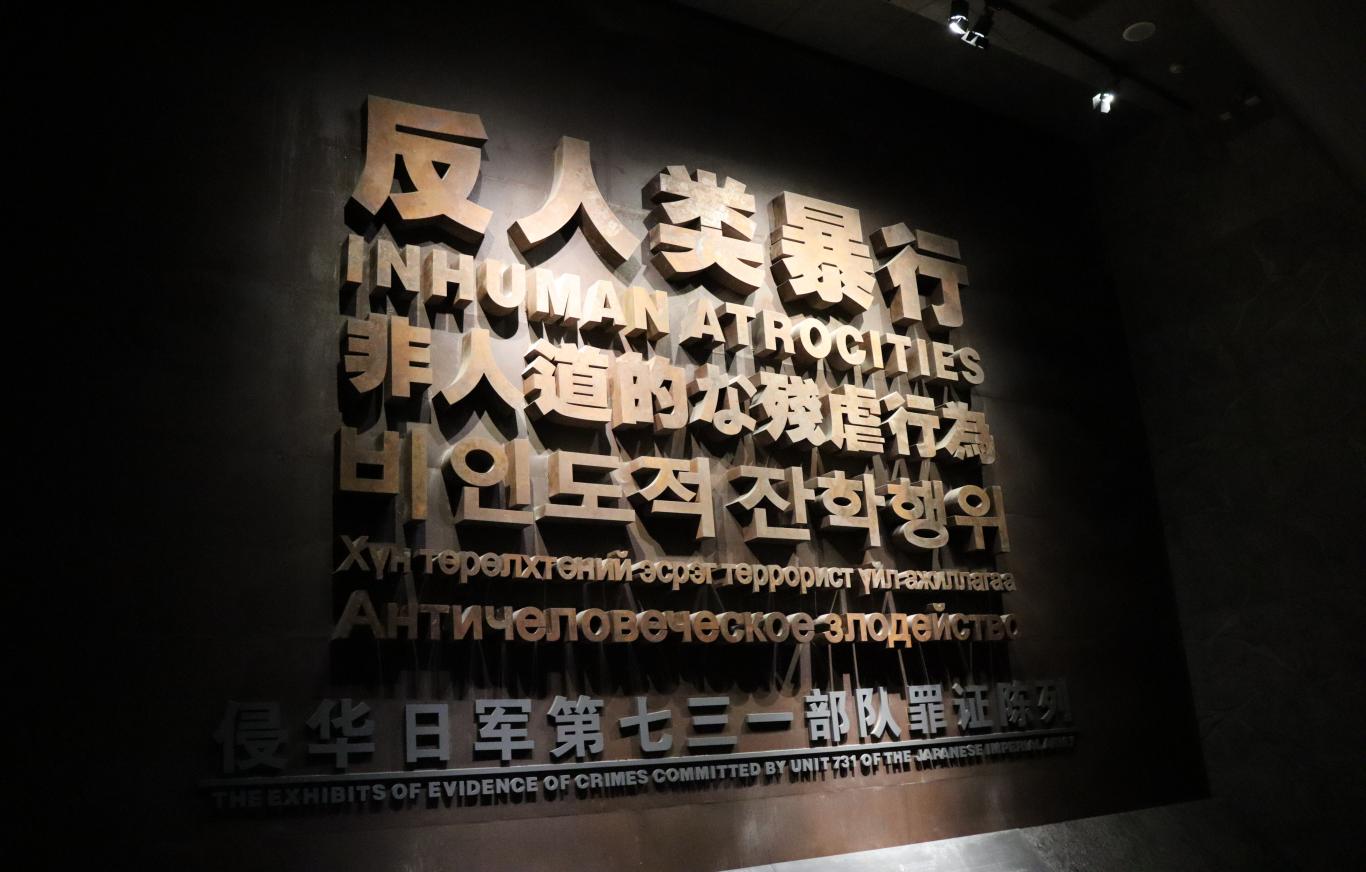 反人类暴行
INHUMAN ATROCITIES
非人道的な残虐行為
비인도적 잔학행위
Хүн төрөлхтөний эсрэг террорист үйл ажиллагаа
Античеловеческое злодейство
侵华日军第七三一部队罪证陈列
THE EXHIBITS OF EVIDENCE OF CRIMES COMMITTED BY UNIT 731 OF THE JAPANESE IMPERIAL ARMY